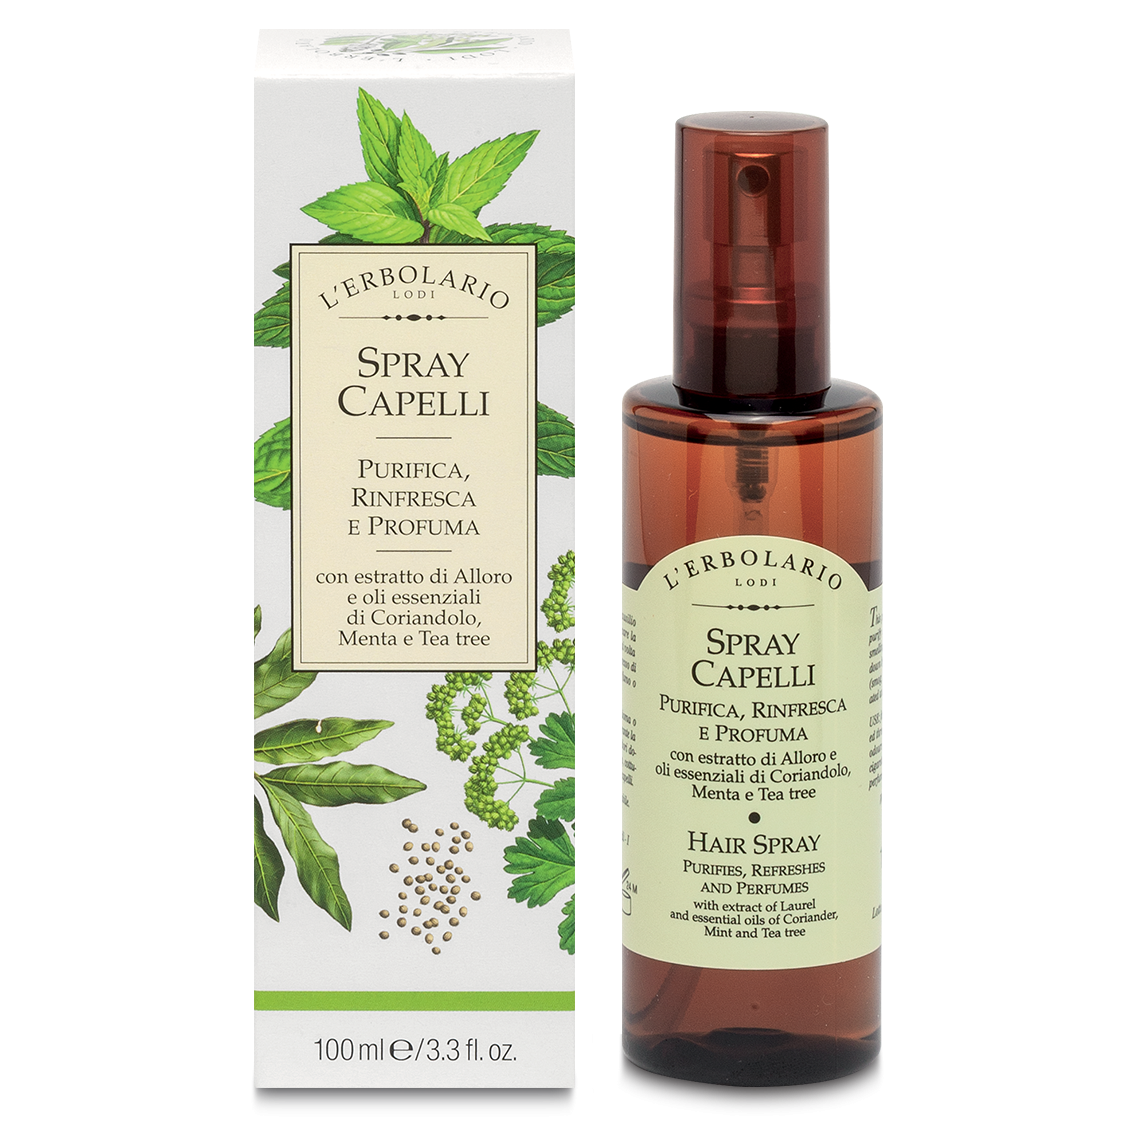 L'ERBOLARIO
LODI
SPRAY
CAPELLI
PURIFICA,
RINFRESCA
E PROFUMA
con estratto di Alloro
e oli essenziali
di Coriandolo,
Menta e Tea tree
100 ml e/3.3 fl. oz.
L'ERBOLARIO
LODI
SPRAY
CAPELLI
PURIFICA, RINFRESCA
E PROFUMA
con estratto di Alloro e
oli essenziali di Coriandolo,
Menta e Tea tree
HAIR SPRAY
PURIFIES, REFRESHES
AND PERFUMES
with extract of Laurel
and essential oils of Coriander,
Mint and Tea tree
24 M